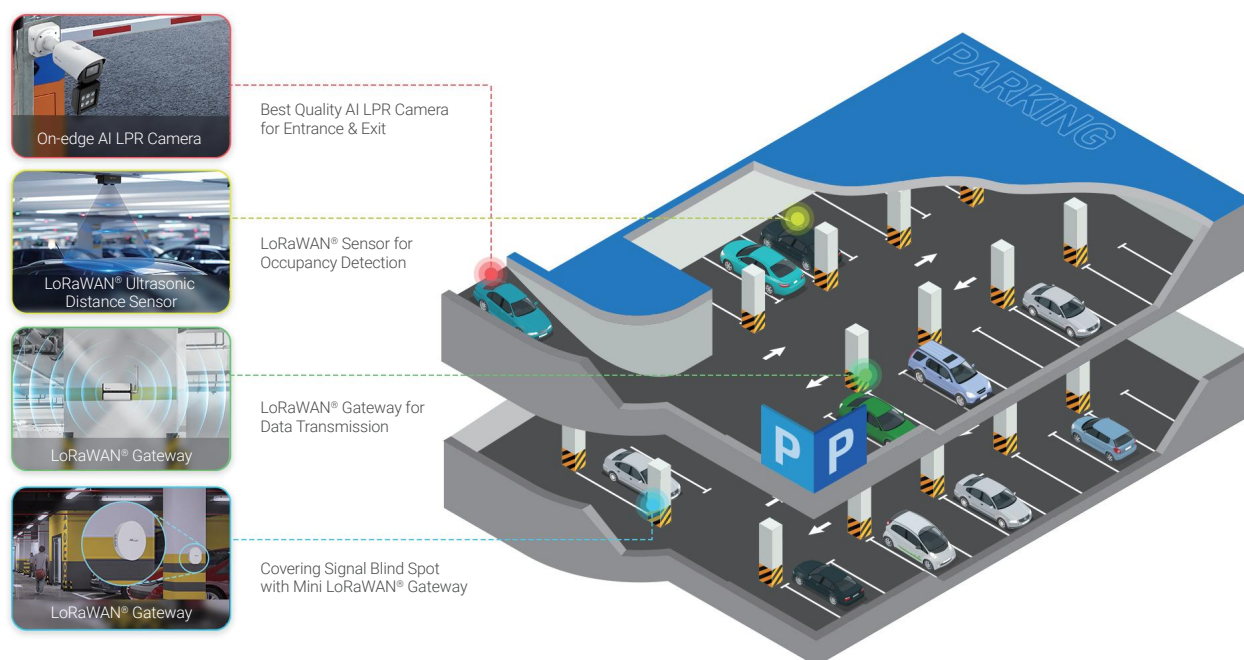 On-edge AI LPR Camera
Best Quality AI LPR Camera
for Entrance & Exit
LoRaWAN® Ultrasonic
Distance Sensor
LoRaWAN® Sensor for
Occupancy Detection
LoRaWAN® Gateway
LoRaWAN® Gateway for
Data Transmission
LoRaWAN® Gateway
Covering Signal Blind Spot
with Mini LoRaWAN® Gateway
PARKING
P P